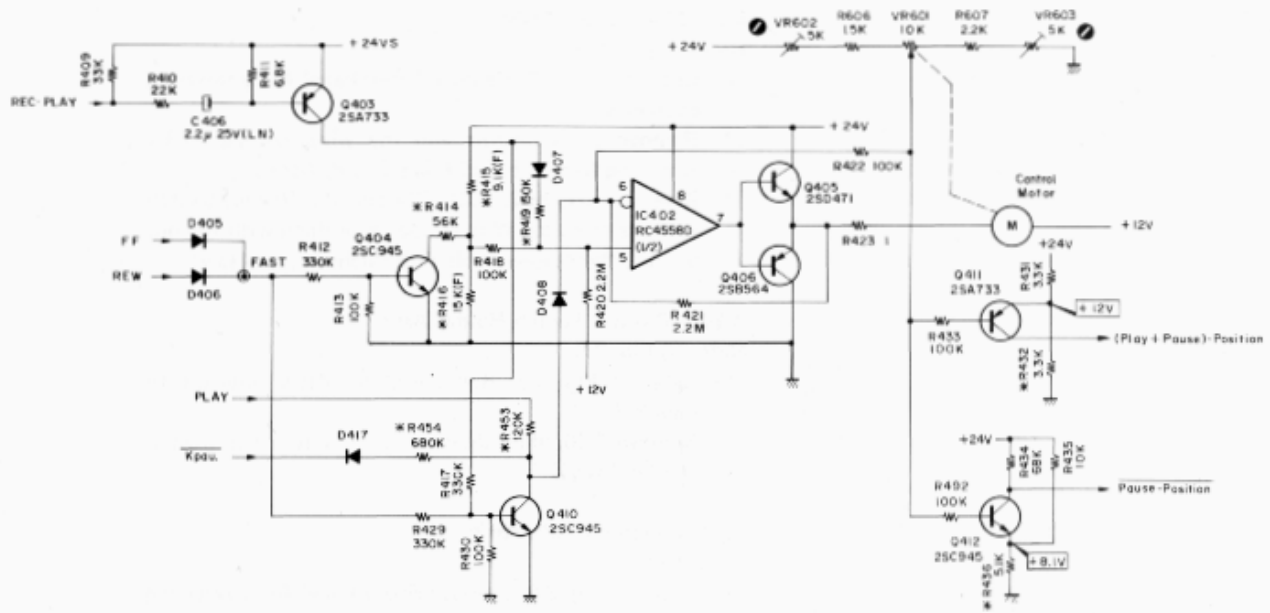 VR602
.5K
R606
1.5K
VR601
10K
R607
2.2K
VR603
.5K
+24V
+24VS
R409
33K
R410
22K
R411
6.8K
REC·PLAY
C406
2.2μ 25V(LN)
Q403
2SA733
+24V
R422 100K
D407
*R415
9.1K(F)
*R419 150K
*R414
56K
Q405
2SD471
Control
Motor
6
8
IC402
RC4558D
(1/2)
7
5
M
+12V
D405
FF
FAST
REW
D406
R412
330K
Q404
2SC945
R418
100K
R423 1
Q406
2SB564
+24V
R413
100K
*R416
15K(F)
D408
R420 2.2M
R421
2.2M
Q411
2SA733
R431
3.3K
+12V
R433
100K
(Play+Pause)-Position
*R432
3.3K
+12V
PLAY
*R453
120K
D417
*R454
680K
Kpau.
R417
330K
+24V
R434
68K
R435
10K
R492
100K
Pause-Position
R429
330K
R430
100K
Q410
2SC945
Q412
2SC945
+8.1V
*R436
5.1K